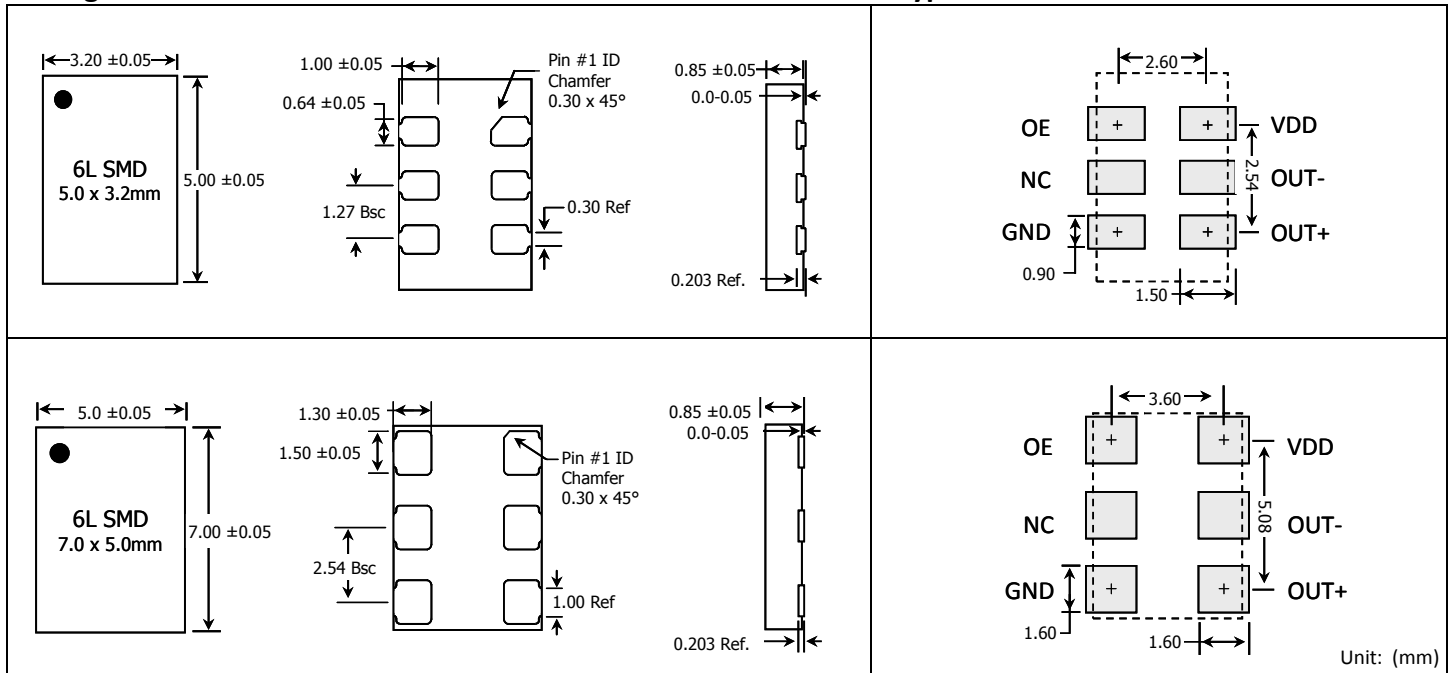 3.20 ±0.05
6L SMD
5.0 x 3.2mm
5.00 ±0.05
1.00 ±0.05
0.64 ±0.05
1.27 Bsc
Pin #1 ID
Chamfer
0.30 x 45°
0.30 Ref
0.85 ±0.05
0.0-0.05
0.203 Ref.
2.60
OE
VDD
NC
OUT-
GND
OUT+
2.54
0.90
1.50
5.0 ±0.05
6L SMD
7.0 x 5.0mm
7.00 ±0.05
1.30 ±0.05
1.50 ±0.05
2.54 Bsc
Pin #1 ID
Chamfer
0.30 x 45°
1.00 Ref
0.85 ±0.05
0.0-0.05
0.203 Ref.
3.60
OE
VDD
NC
OUT-
GND
OUT+
5.08
1.60
1.60
Unit: (mm)